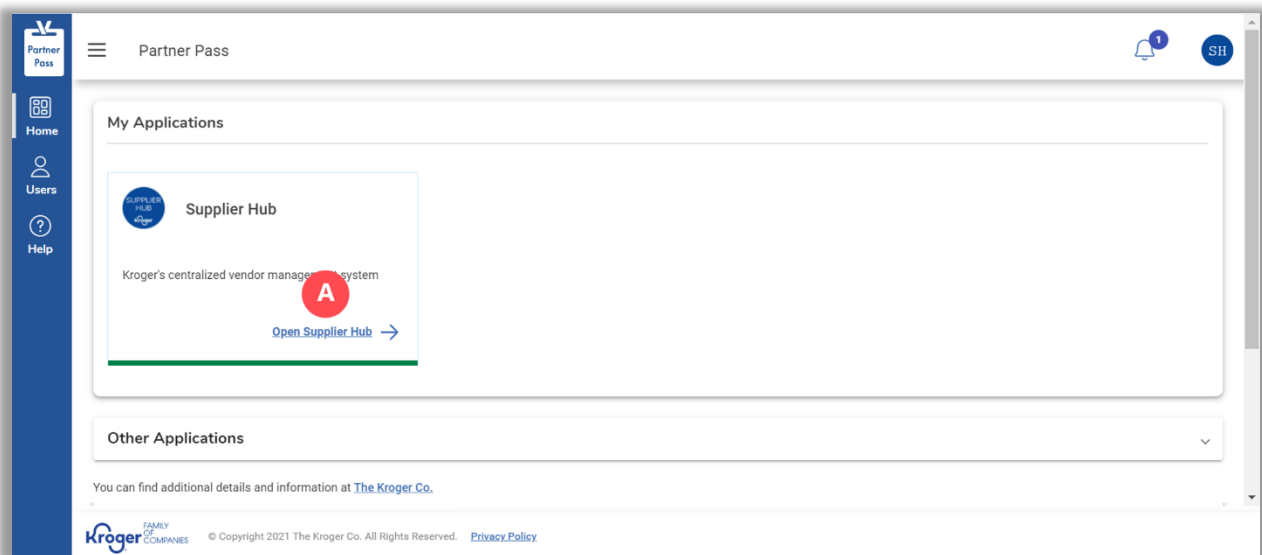 Partner
Pass
Partner Pass
1
SH
Home
Users
Help
My Applications
SUPPLIER
HUB
Kroger
Supplier Hub
Kroger's centralized vendor management system
A
Open Supplier Hub
Other Applications
You can find additional details and information at The Kroger Co.
Kroger FAMILY
OF
COMPANIES
© Copyright 2021 The Kroger Co. All Rights Reserved. Privacy Policy